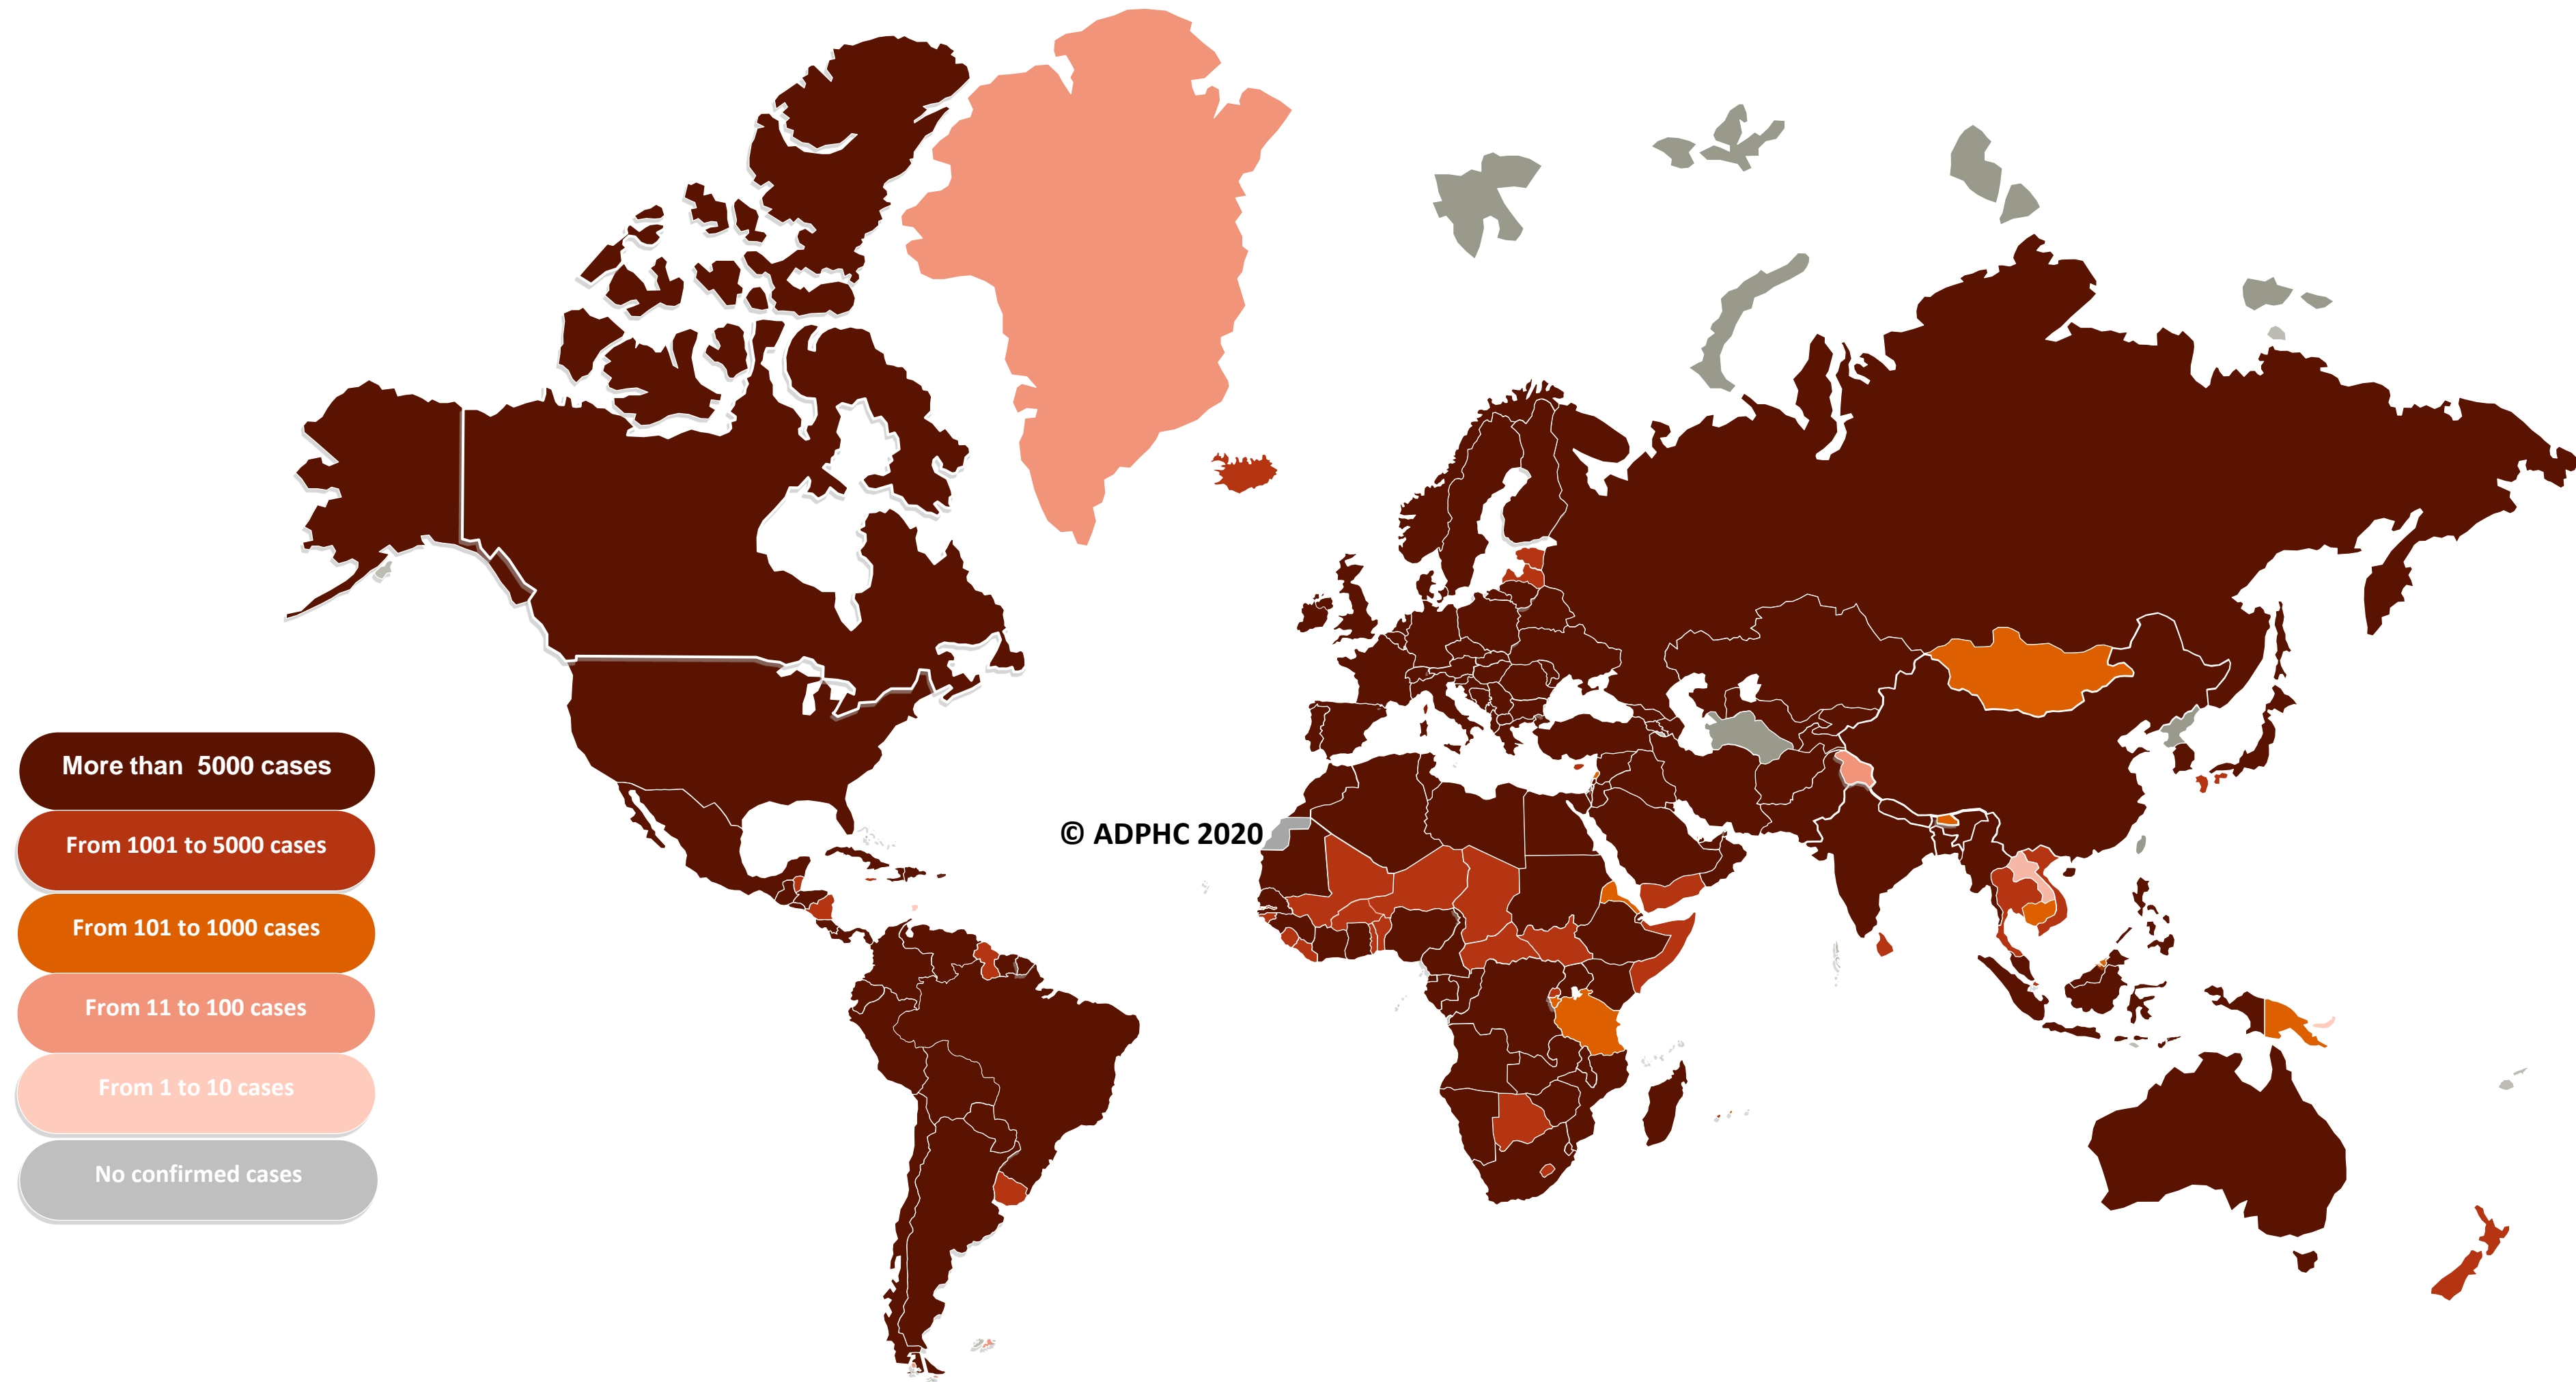 More than  5000 cases
From 1001 to 5000 cases
From 101 to 1000 cases
From 11 to 100 cases
From 1 to 10 cases
No confirmed cases
© ADPHC 2020